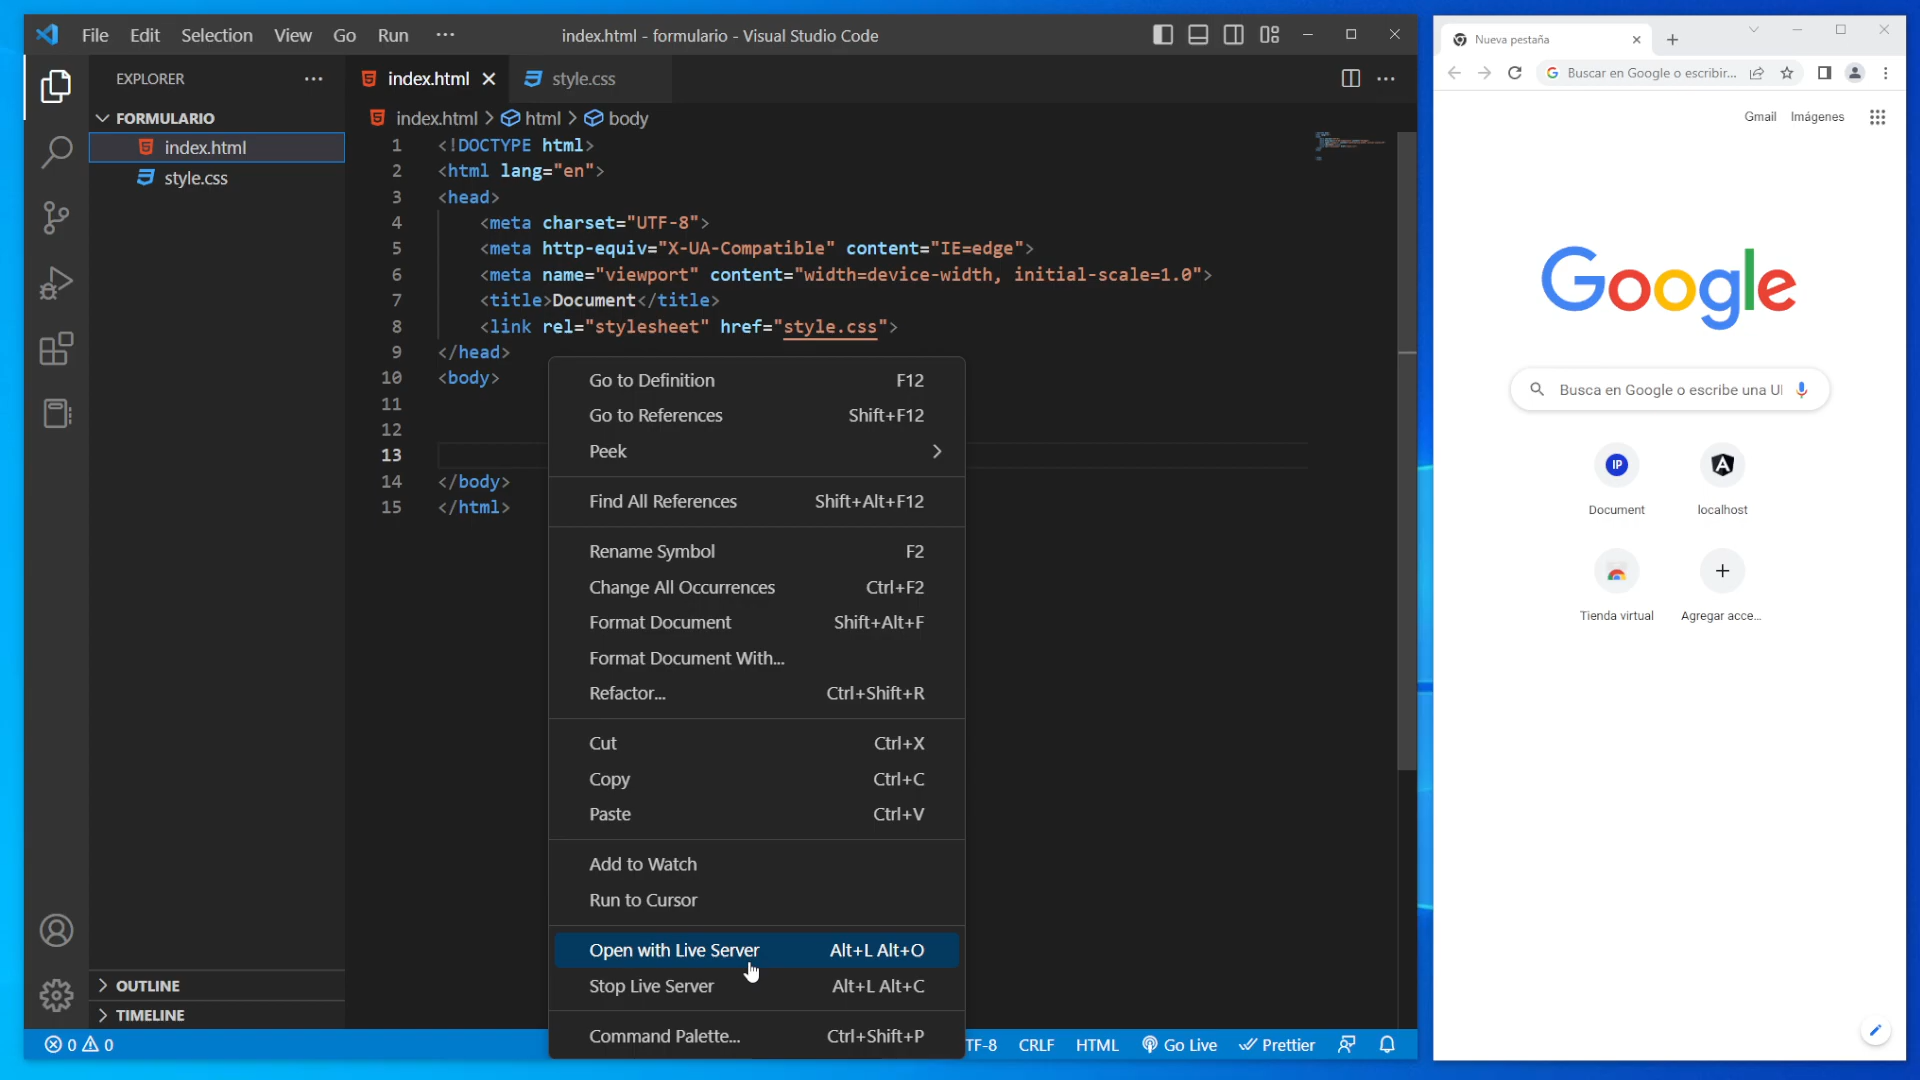 File Edit Selection View Go Run ··· index.html - formulario - Visual Studio Code
EXPLORER ···
FORMULARIO
index.html
style.css
OUTLINE
TIMELINE
index.html style.css
index.html > html > body
1 <!DOCTYPE html>
2 <html lang="en">
3 <head>
4 <meta charset="UTF-8">
5 <meta http-equiv="X-UA-Compatible" content="IE=edge">
6 <meta name="viewport" content="width=device-width, initial-scale=1.0">
7 <title>Document</title>
8 <link rel="stylesheet" href="style.css">
9 </head>
10 <body>
11
12
13
14 </body>
15 </html>
Go to Definition F12
Go to References Shift+F12
Peek
Find All References Shift+Alt+F12
Rename Symbol F2
Change All Occurrences Ctrl+F2
Format Document Shift+Alt+F
Format Document With...
Refactor... Ctrl+Shift+R
Cut Ctrl+X
Copy Ctrl+C
Paste Ctrl+V
Add to Watch
Run to Cursor
Open with Live Server Alt+L Alt+O
Stop Live Server Alt+L Alt+C
Command Palette... Ctrl+Shift+P
0 0 TF-8 CRLF HTML Go Live Prettier
Nueva pestaña
Buscar en Google o escribir...
Gmail Imágenes
Google
Busca en Google o escribe una UI
IP
Document localhost
Tienda virtual Agregar acce...